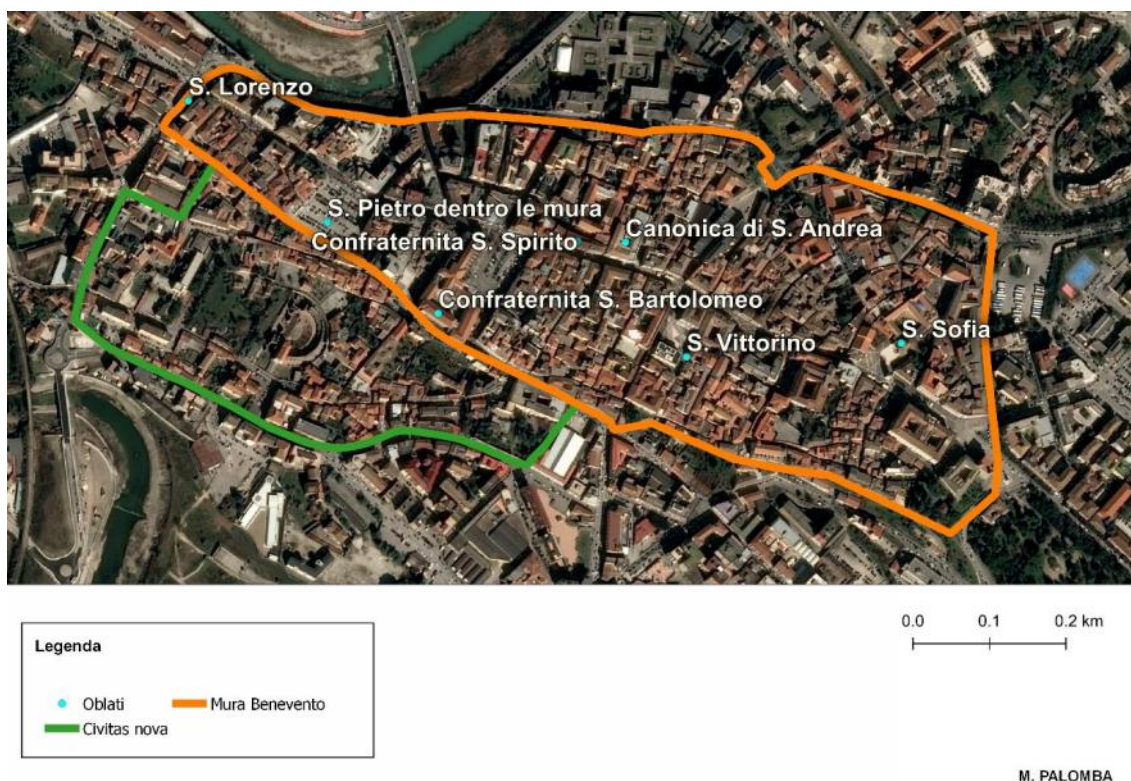 S. Lorenzo
S. Pietro dentro le mura
Confraternita S. Spirito
Canonica di S. Andrea
Confraternita S. Bartolomeo
S. Vittorino
S. Sofia
Legenda
Oblati
Mura Benevento
Civitas nova
0.0 0.1 0.2 km
M. PALOMBA